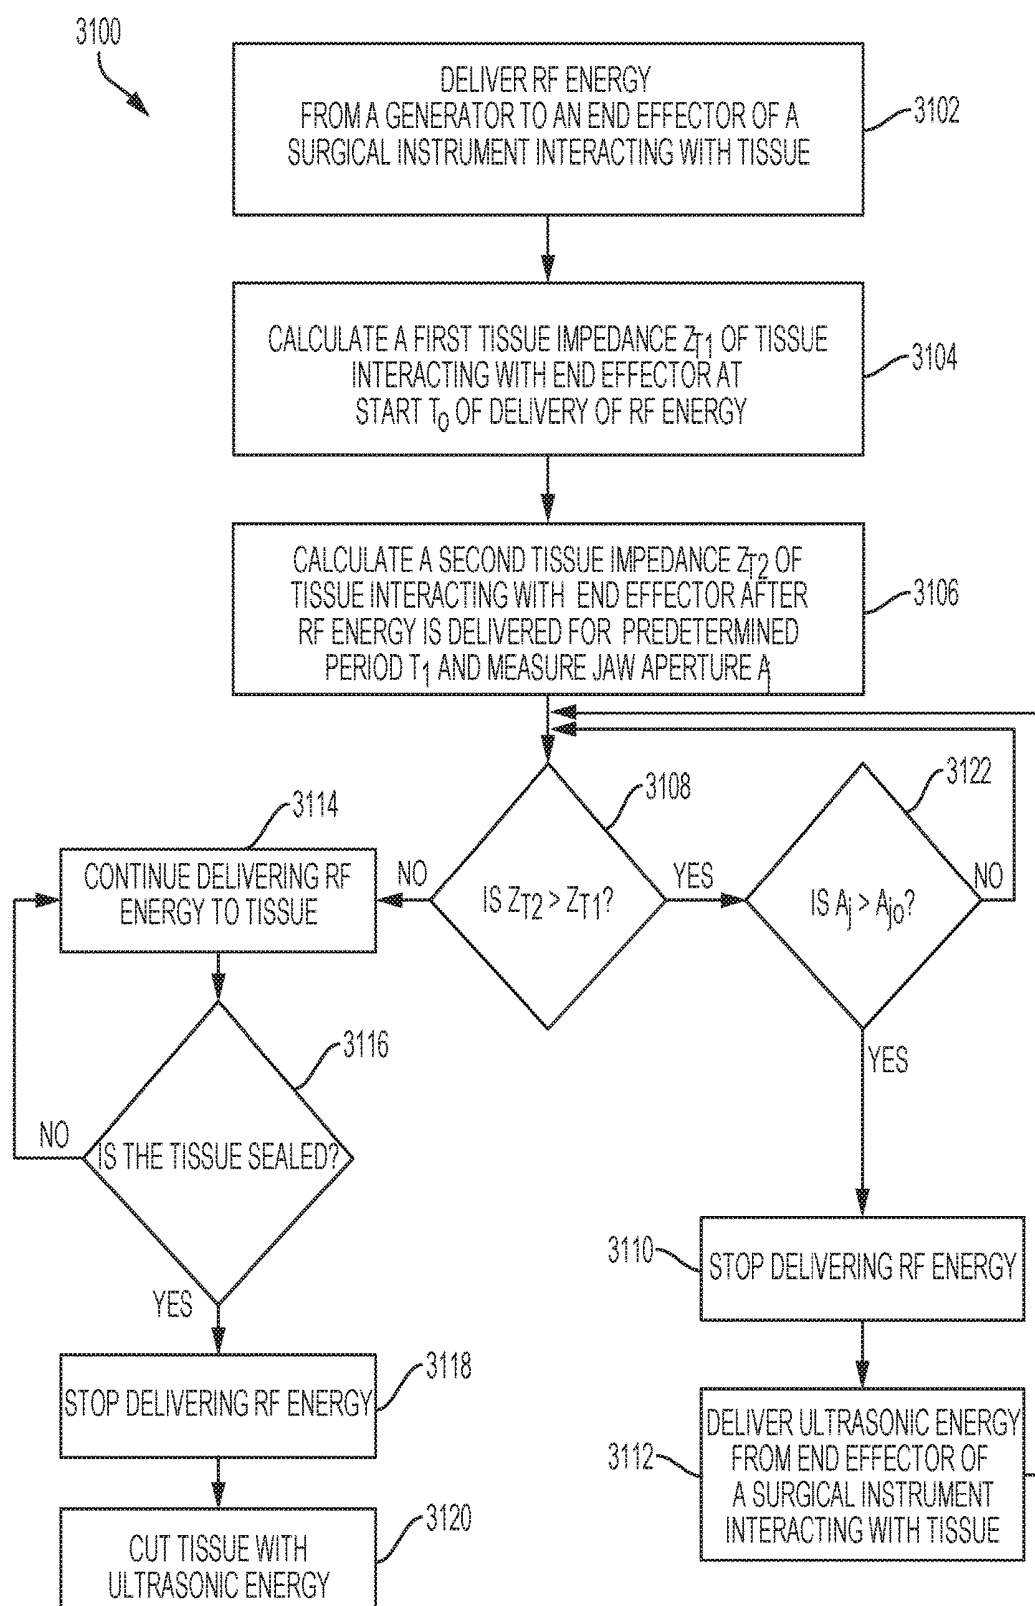 3100
DELIVER RF ENERGY
FROM A GENERATOR TO AN END EFFECTOR OF A
SURGICAL INSTRUMENT INTERACTING WITH TISSUE
3102
CALCULATE A FIRST TISSUE IMPEDANCE ZT1 OF TISSUE
INTERACTING WITH END EFFECTOR AT
START T0 OF DELIVERY OF RF ENERGY
3104
CALCULATE A SECOND TISSUE IMPEDANCE ZT2 OF
TISSUE INTERACTING WITH END EFFECTOR AFTER
RF ENERGY IS DELIVERED FOR PREDETERMINED
PERIOD T1 AND MEASURE JAW APERTURE Aj
3106
3108
IS ZT2 > ZT1?
NO
YES
3122
IS Aj > Aj0?
NO
YES
3114
CONTINUE DELIVERING RF
ENERGY TO TISSUE
3116
IS THE TISSUE SEALED?
NO
YES
3118
STOP DELIVERING RF ENERGY
3120
CUT TISSUE WITH
ULTRASONIC ENERGY
3110
STOP DELIVERING RF ENERGY
3112
DELIVER ULTRASONIC ENERGY
FROM END EFFECTOR OF
A SURGICAL INSTRUMENT
INTERACTING WITH TISSUE